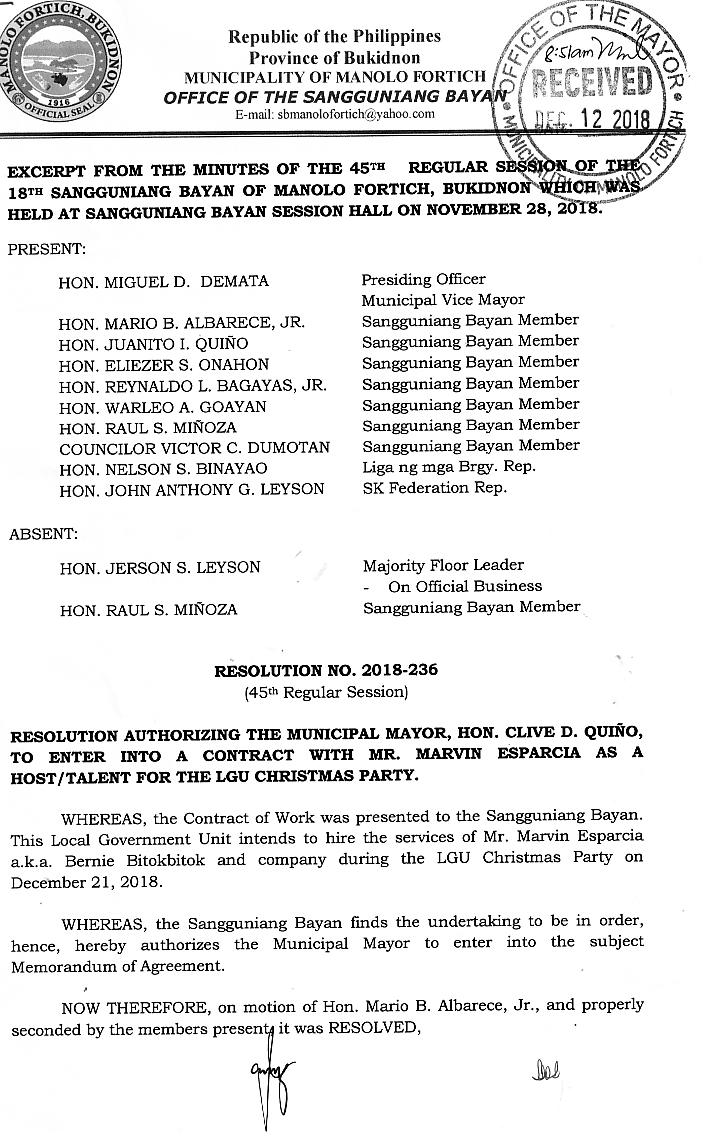 MANOLO FORTICH, BUKIDNON
1916
OFFICIAL SEAL
Republic of the Philippines
Province of Bukidnon
MUNICIPALITY OF MANOLO FORTICH
OFFICE OF THE SANGGUNIANG BAYAN
E-mail: sbmanolofortich@yahoo.com
OFFICE OF THE MAYOR
8:51am
RECEIVED
DEC. 12 2018
MANOLO FORTICH
EXCERPT FROM THE MINUTES OF THE 45TH REGULAR SESSION OF THE
18TH SANGGUNIANG BAYAN OF MANOLO FORTICH, BUKIDNON WHICH WAS
HELD AT SANGGUNIANG BAYAN SESSION HALL ON NOVEMBER 28, 2018.
PRESENT:
HON. MIGUEL D. DEMATA Presiding Officer
Municipal Vice Mayor
HON. MARIO B. ALBARECE, JR. Sangguniang Bayan Member
HON. JUANITO I. QUIÑO Sangguniang Bayan Member
HON. ELIEZER S. ONAHON Sangguniang Bayan Member
HON. REYNALDO L. BAGAYAS, JR. Sangguniang Bayan Member
HON. WARLEO A. GOAYAN Sangguniang Bayan Member
HON. RAUL S. MIÑOZA Sangguniang Bayan Member
COUNCILOR VICTOR C. DUMOTAN Sangguniang Bayan Member
HON. NELSON S. BINAYAO Liga ng mga Brgy. Rep.
HON. JOHN ANTHONY G. LEYSON SK Federation Rep.
ABSENT:
HON. JERSON S. LEYSON Majority Floor Leader
- On Official Business
HON. RAUL S. MIÑOZA Sangguniang Bayan Member
RESOLUTION NO. 2018-236
(45th Regular Session)
RESOLUTION AUTHORIZING THE MUNICIPAL MAYOR, HON. CLIVE D. QUIÑO,
TO ENTER INTO A CONTRACT WITH MR. MARVIN ESPARCIA AS A
HOST/TALENT FOR THE LGU CHRISTMAS PARTY.
WHEREAS, the Contract of Work was presented to the Sangguniang Bayan.
This Local Government Unit intends to hire the services of Mr. Marvin Esparcia
a.k.a. Bernie Bitokbitok and company during the LGU Christmas Party on
December 21, 2018.
WHEREAS, the Sangguniang Bayan finds the undertaking to be in order,
hence, hereby authorizes the Municipal Mayor to enter into the subject
Memorandum of Agreement.
NOW THEREFORE, on motion of Hon. Mario B. Albarece, Jr., and properly
seconded by the members present, it was RESOLVED,